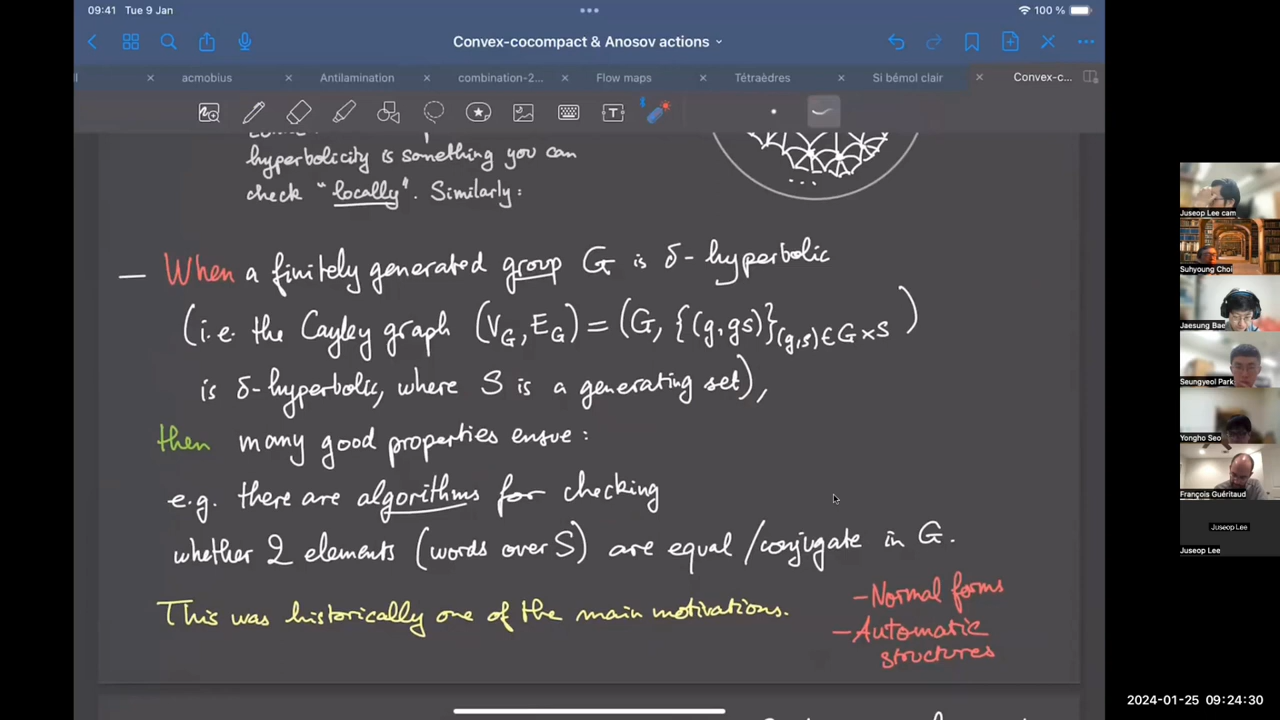 09:41 Tue 9 Jan
100 %
Convex-cocompact & Anosov actions
acmobius
Antilamination
combination-2...
Flow maps
Tétraèdres
Si bémol clair
Convex-c...
hyperbolicity is something you can
check "locally". Similarly:
...
— When a finitely generated group G is δ-hyperbolic
(i.e. the Cayley graph (V_G, E_G) = (G, {(g, gs)}_(g,s)∈G×S)
is δ-hyperbolic, where S is a generating set),
then many good properties ensue:
e.g. there are algorithms for checking
whether 2 elements (words over S) are equal/conjugate in G.
This was historically one of the main motivations.
– Normal forms
– Automatic
structures
Juseop Lee cam
Suhyoung Choi
Jaesung Bae
Seungyeol Park
Yongho Seo
François Guéritaud
Juseop Lee
Juseop Lee
2024-01-25 09:24:30